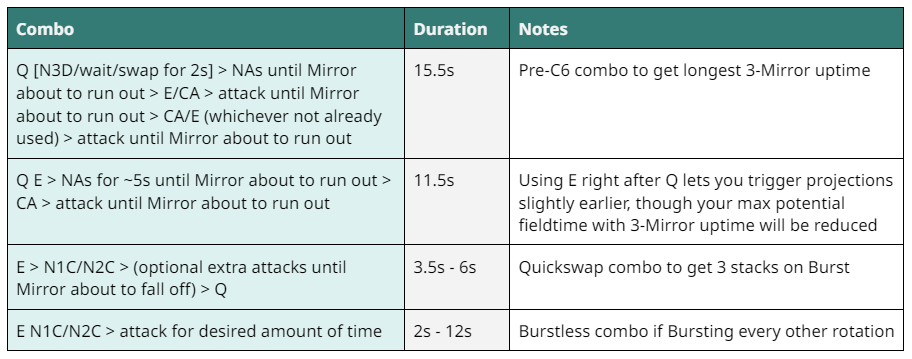 Combo Duration Notes
Q [N3D/wait/swap for 2s] > NAs until Mirror 15.5s Pre-C6 combo to get longest 3-Mirror uptime
about to run out > E/CA > attack until Mirror
about to run out > CA/E (whichever not already
used) > attack until Mirror about to run out
Q E > NAs for ~5s until Mirror about to run out > 11.5s Using E right after Q lets you trigger projections
CA > attack until Mirror about to run out slightly earlier, though your max potential
fieldtime with 3-Mirror uptime will be reduced
E > N1C/N2C > (optional extra attacks until 3.5s - 6s Quickswap combo to get 3 stacks on Burst
Mirror about to fall off) > Q
E N1C/N2C > attack for desired amount of time 2s - 12s Burstless combo if Bursting every other rotation